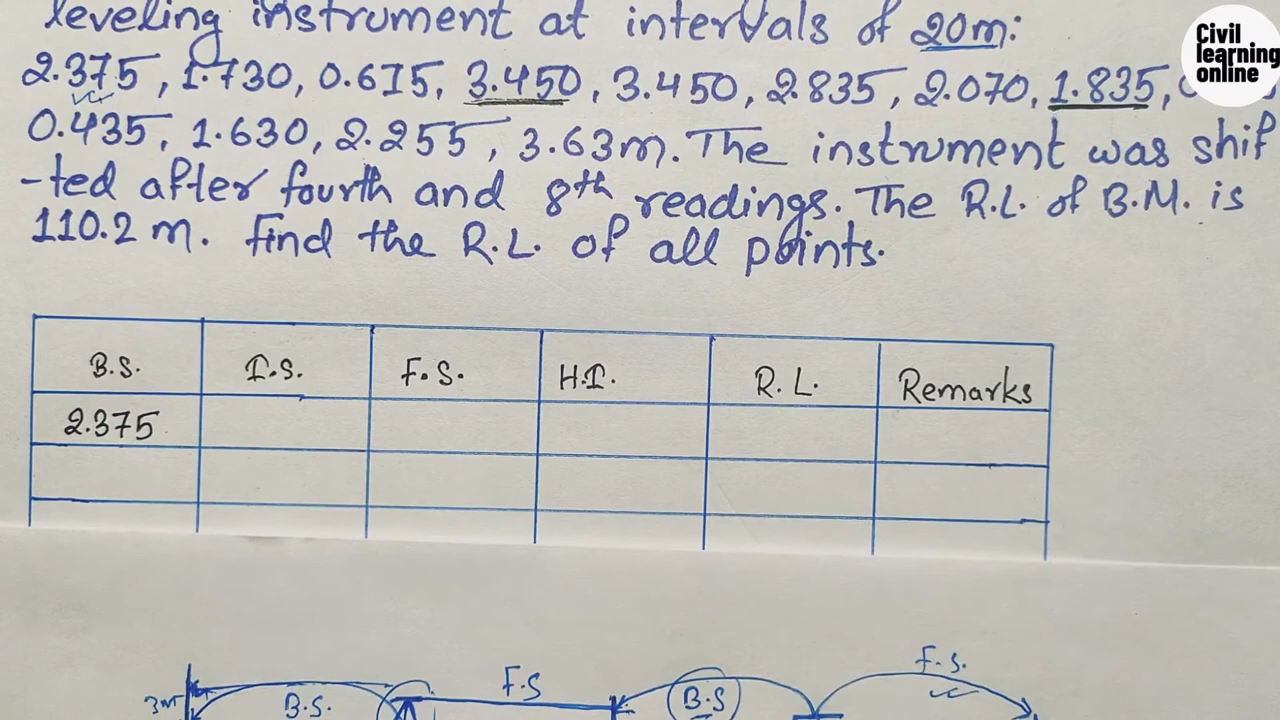 leveling instrument at intervals of 20m:
2.375, 1.730, 0.615, 3.450, 3.450, 2.835, 2.070, 1.835,
0.435, 1.630, 2.255, 3.63m. The instrument was shif
-ted after fourth and 8th readings. The R.L. of B.M. is
110.2 m. Find the R.L. of all points.
Civil
learning
online
B.S. I.S. F.S. H.I. R.L. Remarks
2.375
F.S.
B.S. F.S B.S